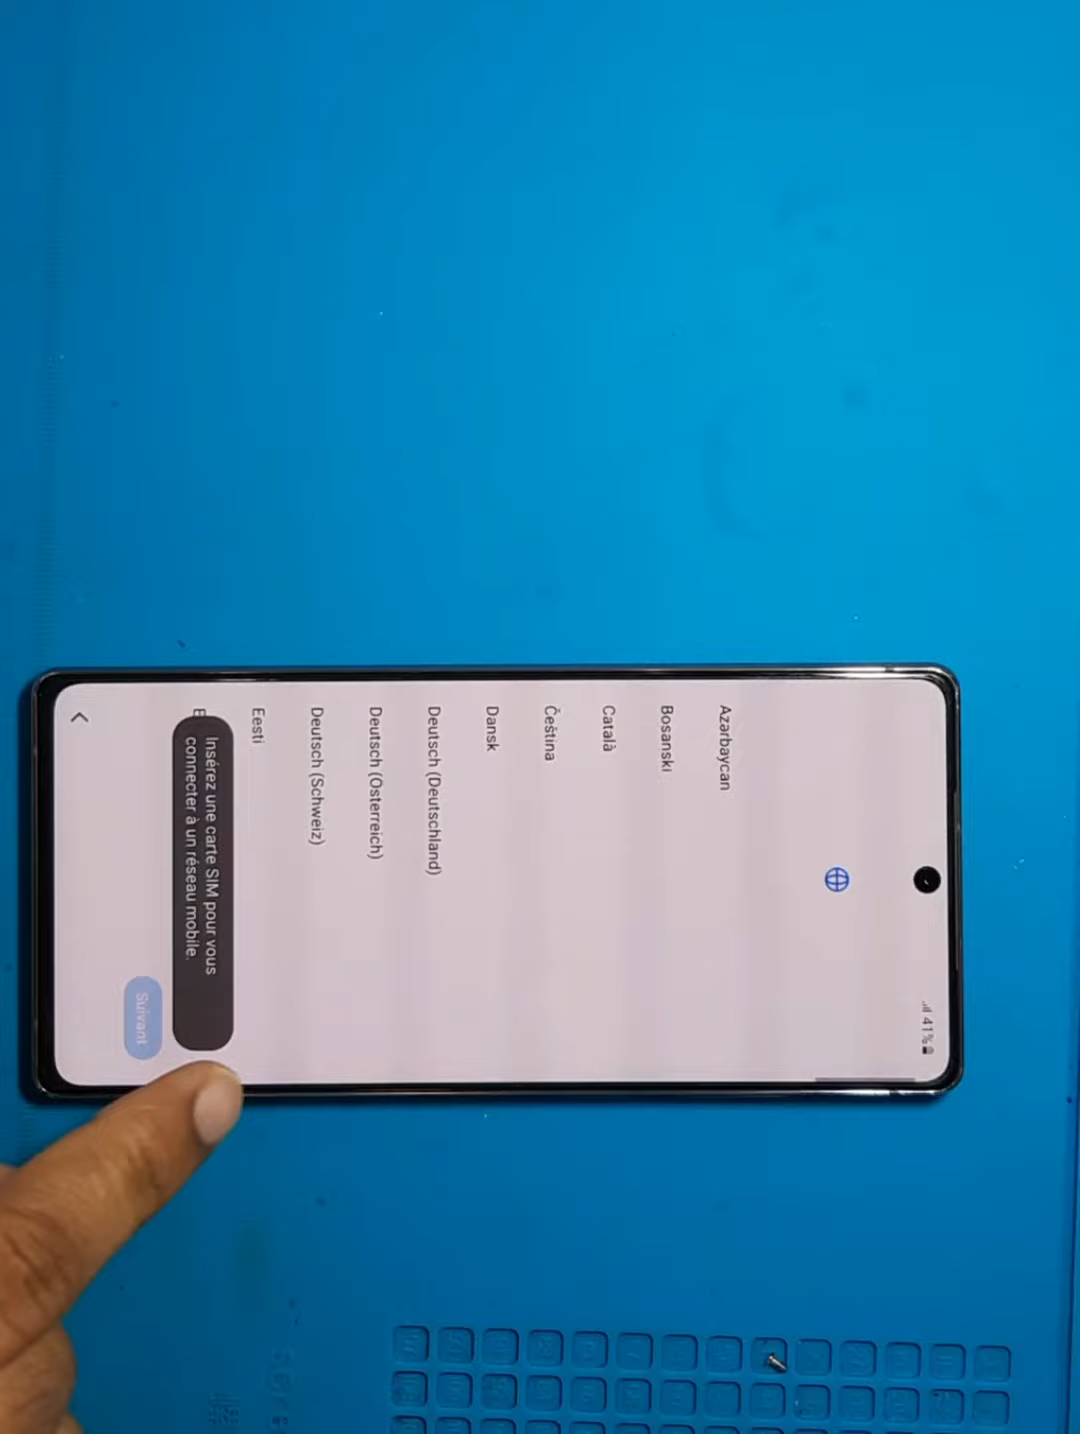 41%
Azərbaycan
Bosanski
Català
Čeština
Dansk
Deutsch (Deutschland)
Deutsch (Österreich)
Deutsch (Schweiz)
Eesti
E
Insérez une carte SIM pour vous
connecter à un réseau mobile.
Suivant